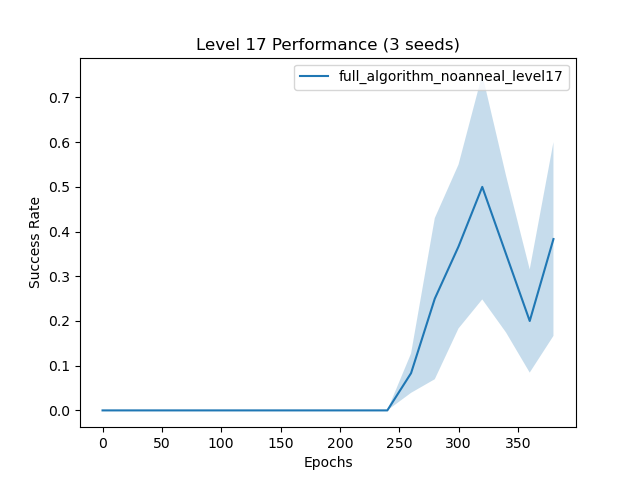 Level 17 Performance (3 seeds)
full_algorithm_noanneal_level17
Success Rate
0.7
0.6
0.5
0.4
0.3
0.2
0.1
0.0
0 50 100 150 200 250 300 350
Epochs